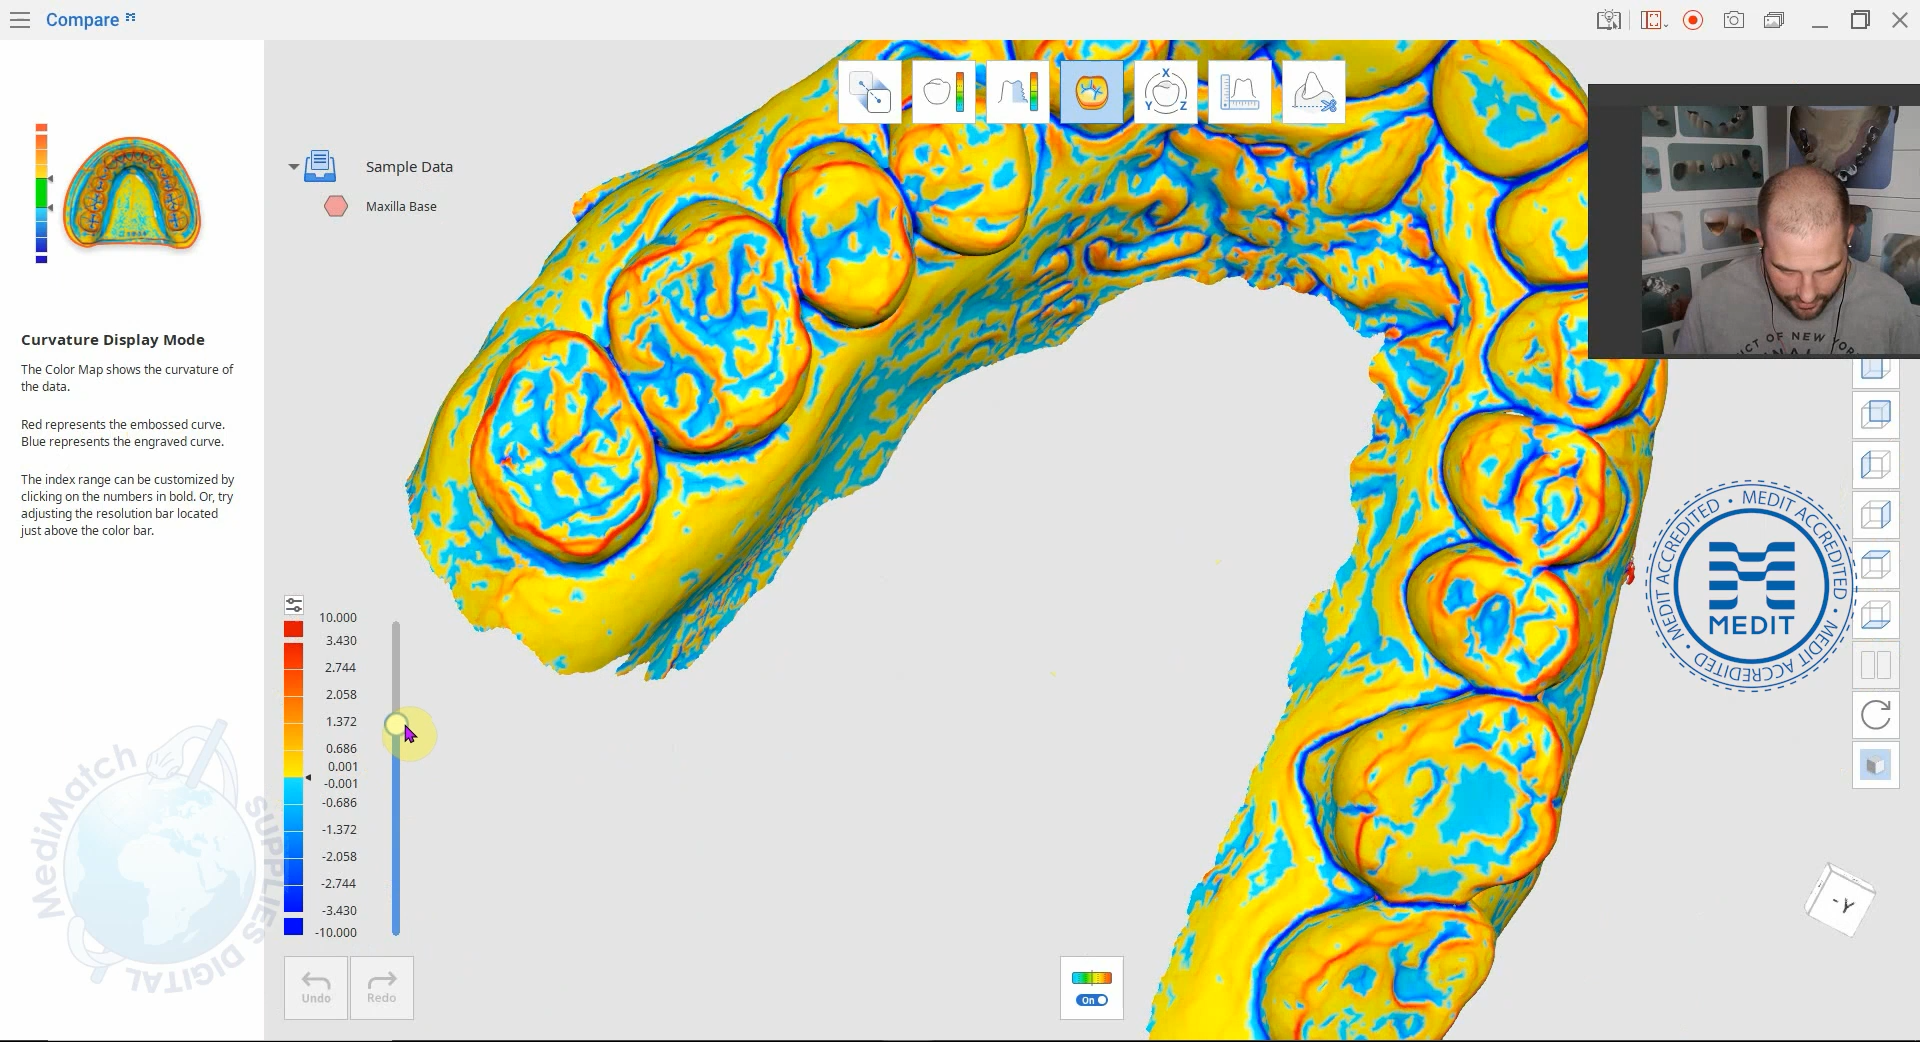 Compare
Sample Data
Maxilla Base
X
Y
Z
Curvature Display Mode
The Color Map shows the curvature of
the data.
Red represents the embossed curve.
Blue represents the engraved curve.
The index range can be customized by
clicking on the numbers in bold. Or, try
adjusting the resolution bar located
just above the color bar.
10.000
3.430
2.744
2.058
1.372
0.686
0.001
-0.001
-0.686
-1.372
-2.058
-2.744
-3.430
-10.000
Undo
Redo
On
MEDIT ACCREDITED • MEDIT ACCREDITED • MEDIT ACCREDITED •
MEDIT
-Y
MediMatch
DIGITAL SUPPLIES
OF NEW